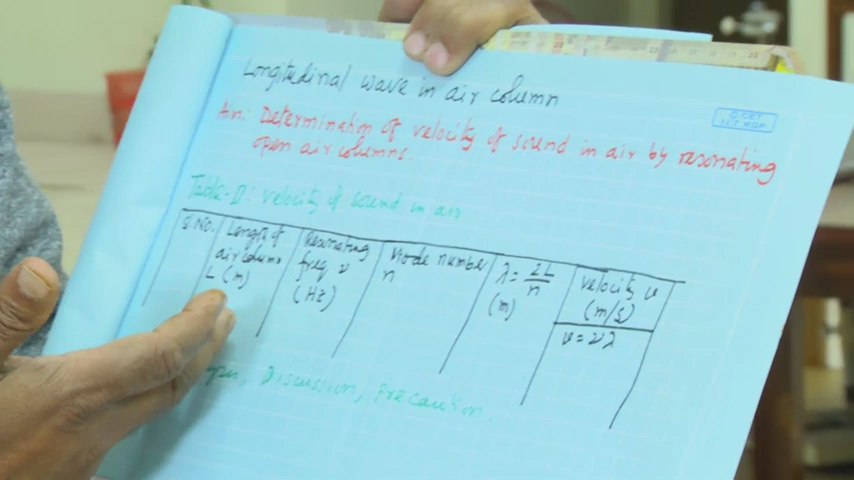 Longitudinal wave in air column
Aim: Determination of velocity of sound in air by resonating
open air columns.
Table-II: Velocity of sound in air
S.No.
Length of
air column
L (m)
Resonating
freq ν
(Hz)
Mode number
n
λ = 2L/n
(m)
velocity v
(m/s)
v = νλ
Discussion, Precaution.